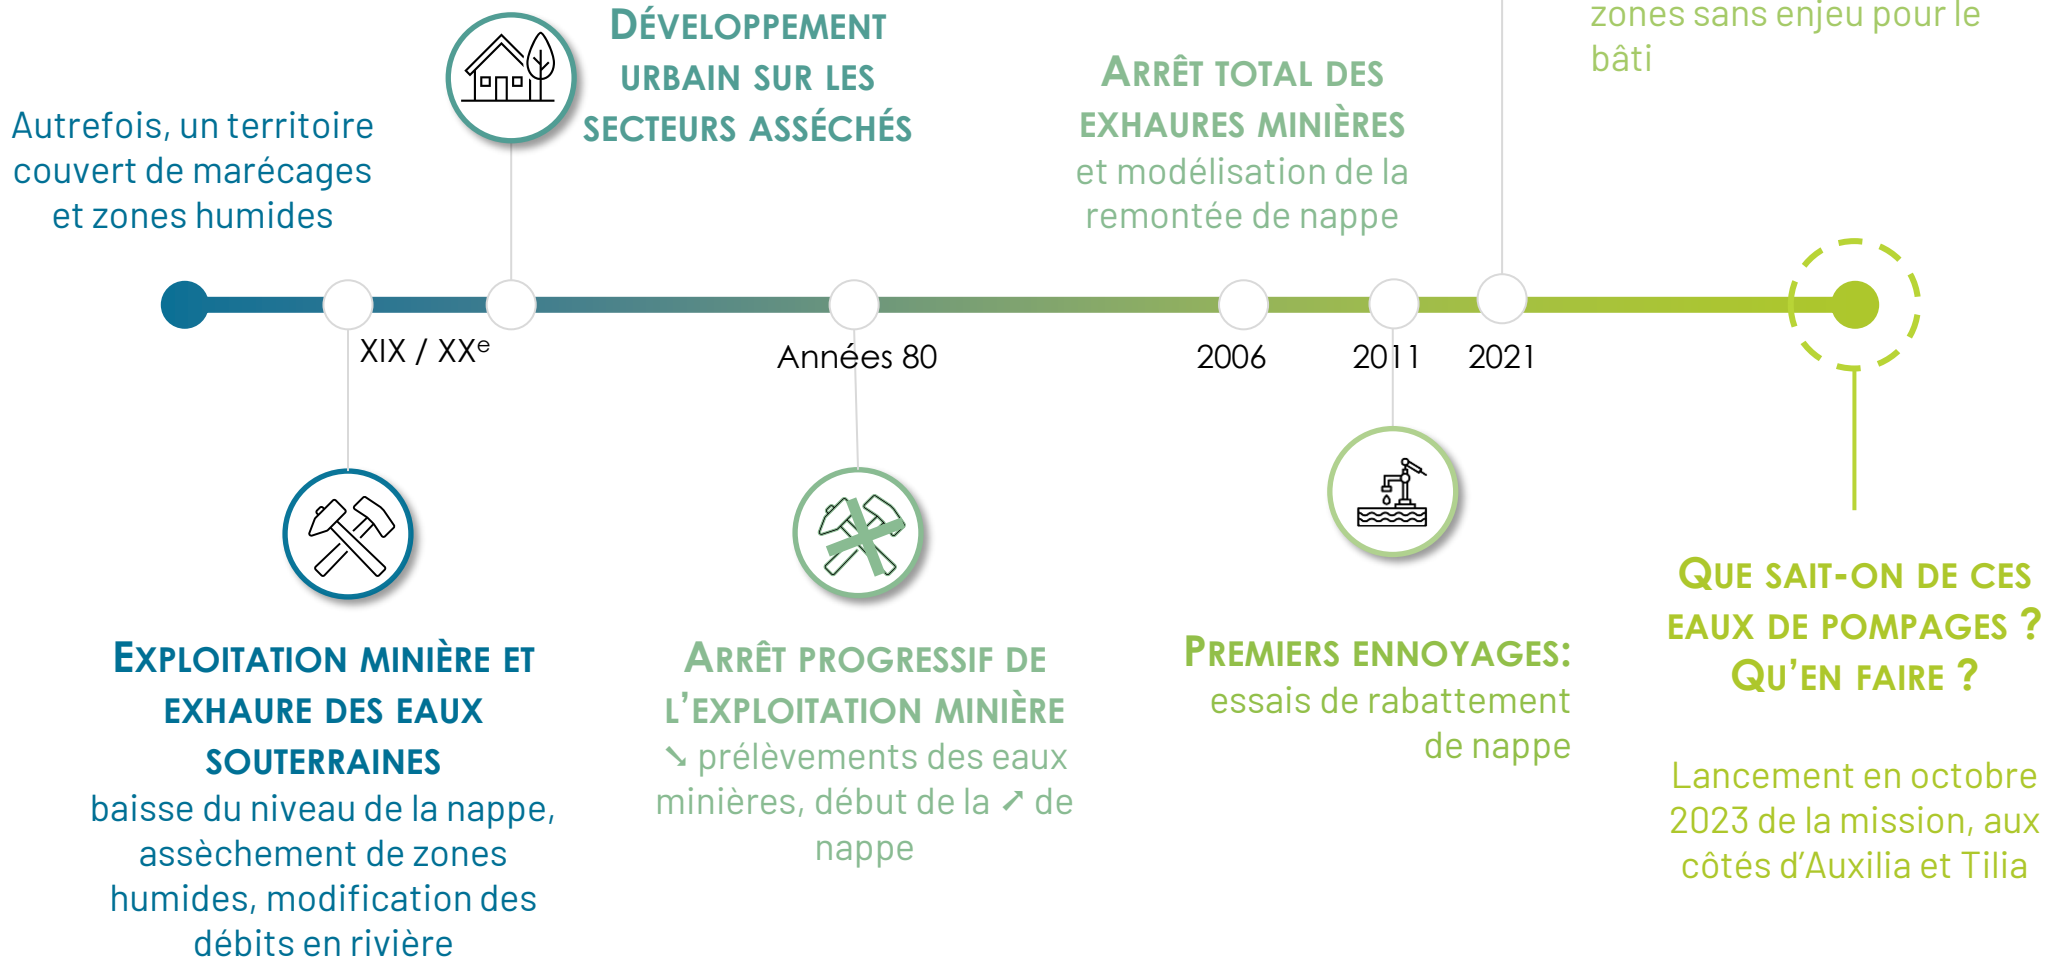 zones sans enjeu pour le
bâti
Développement
urbain sur les
secteurs asséchés
Arrêt total des
exhaures minières
et modélisation de la
remontée de nappe
Autrefois, un territoire
couvert de marécages
et zones humides
XIX / XXᵉ
Années 80
2006
2011
2021
Exploitation minière et
exhaure des eaux
souterraines
baisse du niveau de la nappe,
assèchement de zones
humides, modification des
débits en rivière
Arrêt progressif de
l’exploitation minière
➘ prélèvements des eaux
minières, début de la ➚ de
nappe
Premiers ennoyages:
essais de rabattement
de nappe
Que sait-on de ces
eaux de pompages ?
Qu’en faire ?
Lancement en octobre
2023 de la mission, aux
côtés d’Auxilia et Tilia